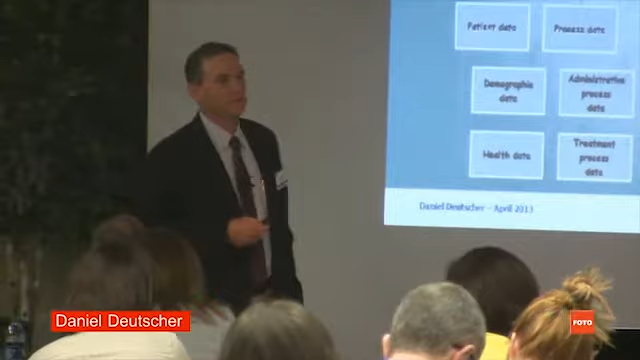 Patient data
Process data
Demographic
data
Administrative
process
data
Health data
Treatment
process
data
Daniel Deutscher – April 2013
Daniel Deutscher
FOTO